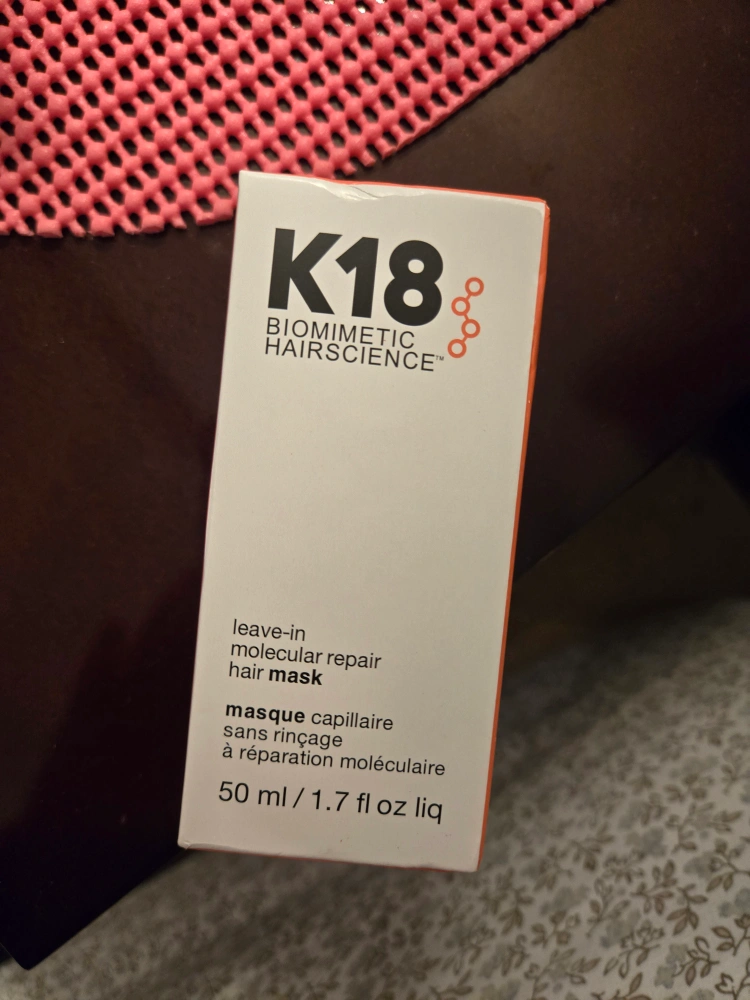 K18
BIOMIMETIC
HAIRSCIENCE™
leave-in
molecular repair
hair mask
masque capillaire
sans rinçage
à réparation moléculaire
50 ml / 1.7 fl oz liq